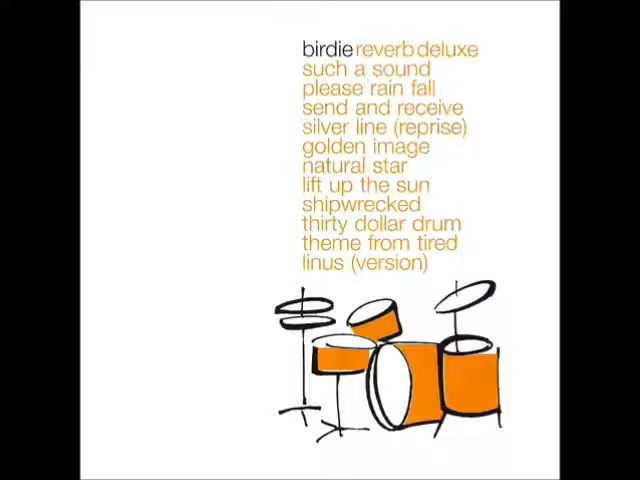 birdie reverb deluxe
such a sound
please rain fall
send and receive
silver line (reprise)
golden image
natural star
lift up the sun
shipwrecked
thirty dollar drum
theme from tired
linus (version)